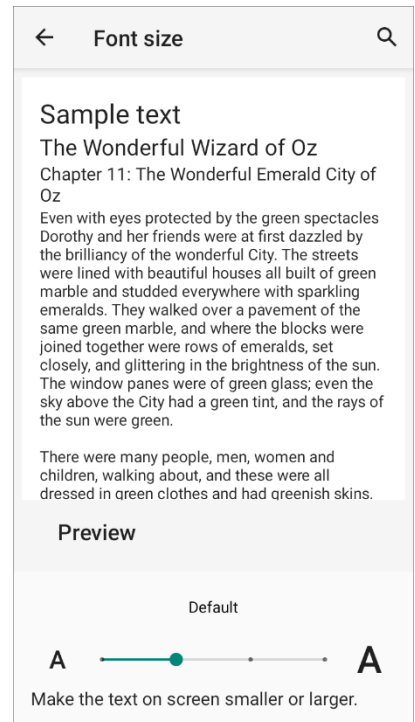 Font size
Sample text
The Wonderful Wizard of Oz
Chapter 11: The Wonderful Emerald City of
Oz
Even with eyes protected by the green spectacles
Dorothy and her friends were at first dazzled by
the brilliancy of the wonderful City. The streets
were lined with beautiful houses all built of green
marble and studded everywhere with sparkling
emeralds. They walked over a pavement of the
same green marble, and where the blocks were
joined together were rows of emeralds, set
closely, and glittering in the brightness of the sun.
The window panes were of green glass; even the
sky above the City had a green tint, and the rays of
the sun were green.
There were many people, men, women and
children, walking about, and these were all
dressed in green clothes and had greenish skins.
Preview
Default
A A
Make the text on screen smaller or larger.